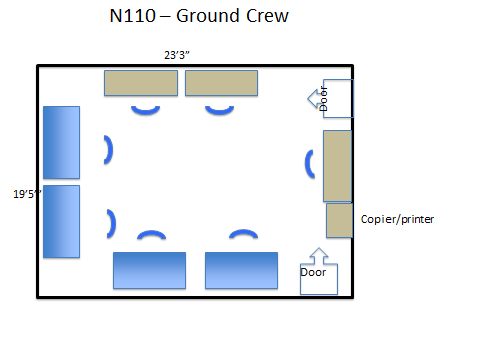 N110 – Ground Crew
23’3”
Door
19’5”
Copier/printer
Door